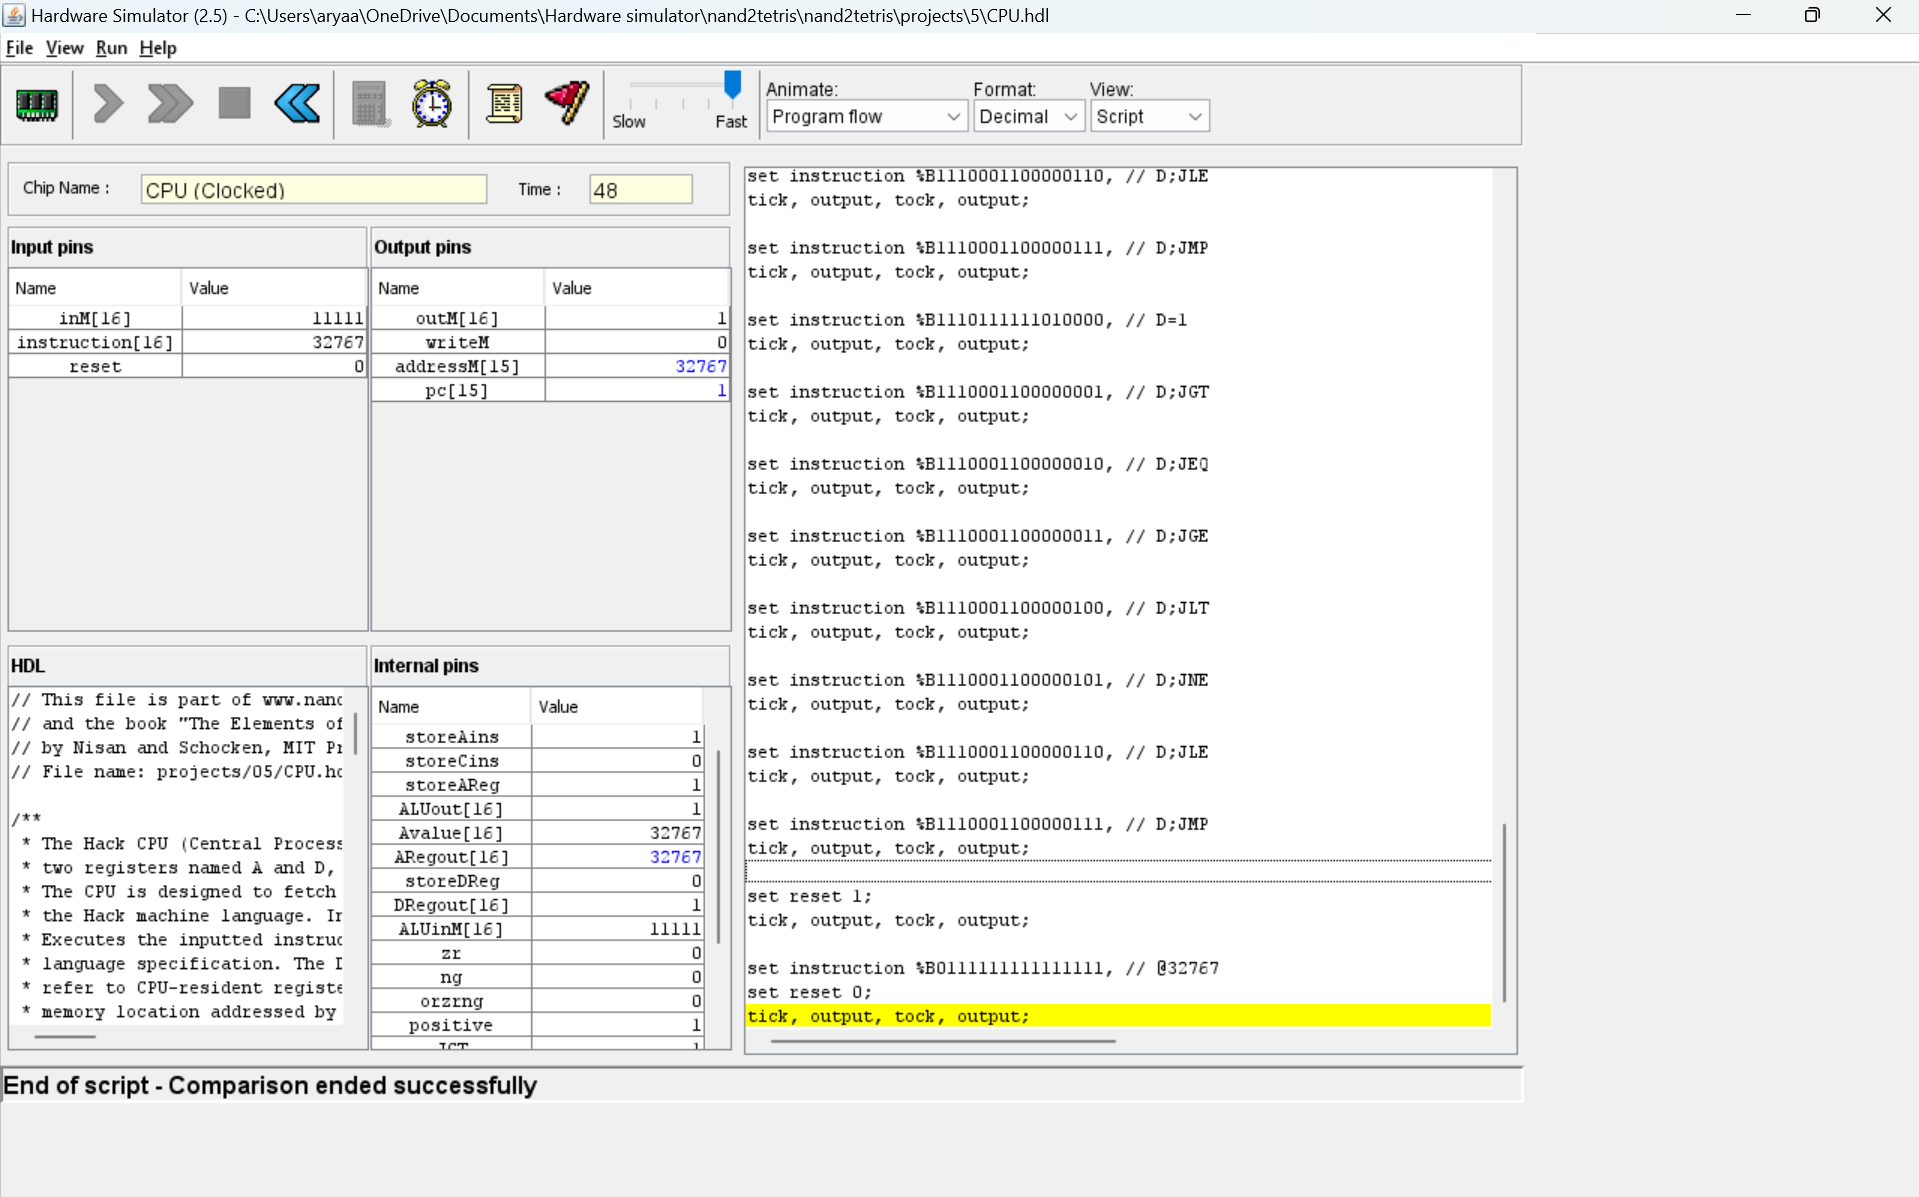 Hardware Simulator (2.5) - C:\Users\aryaa\OneDrive\Documents\Hardware simulator\nand2tetris\nand2tetris\projects\5\CPU.hdl
File View Run Help
Slow Fast
Animate: Format: View:
Program flow Decimal Script
Chip Name : CPU (Clocked) Time : 48
Input pins
Name Value
inM[16] 11111
instruction[16] 32767
reset 0
Output pins
Name Value
outM[16] 1
writeM 0
addressM[15] 32767
pc[15] 1
HDL
// This file is part of www.nanc
// and the book "The Elements of
// by Nisan and Schocken, MIT Pr
// File name: projects/05/CPU.hd
/**
* The Hack CPU (Central Process
* two registers named A and D,
* The CPU is designed to fetch
* the Hack machine language. In
* Executes the inputted instruc
* language specification. The D
* refer to CPU-resident registe
* memory location addressed by
Internal pins
Name Value
storeAins 1
storeCins 0
storeAReg 1
ALUout[16] 1
Avalue[16] 32767
ARegout[16] 32767
storeDReg 0
DRegout[16] 1
ALUinM[16] 11111
zr 0
ng 0
orzrng 0
positive 1
JGT 1
set instruction %B1110001100000110, // D;JLE
tick, output, tock, output;
set instruction %B1110001100000111, // D;JMP
tick, output, tock, output;
set instruction %B1110111111010000, // D=1
tick, output, tock, output;
set instruction %B1110001100000001, // D;JGT
tick, output, tock, output;
set instruction %B1110001100000010, // D;JEQ
tick, output, tock, output;
set instruction %B1110001100000011, // D;JGE
tick, output, tock, output;
set instruction %B1110001100000100, // D;JLT
tick, output, tock, output;
set instruction %B1110001100000101, // D;JNE
tick, output, tock, output;
set instruction %B1110001100000110, // D;JLE
tick, output, tock, output;
set instruction %B1110001100000111, // D;JMP
tick, output, tock, output;
set reset 1;
tick, output, tock, output;
set instruction %B0111111111111111, // @32767
set reset 0;
tick, output, tock, output;
End of script - Comparison ended successfully